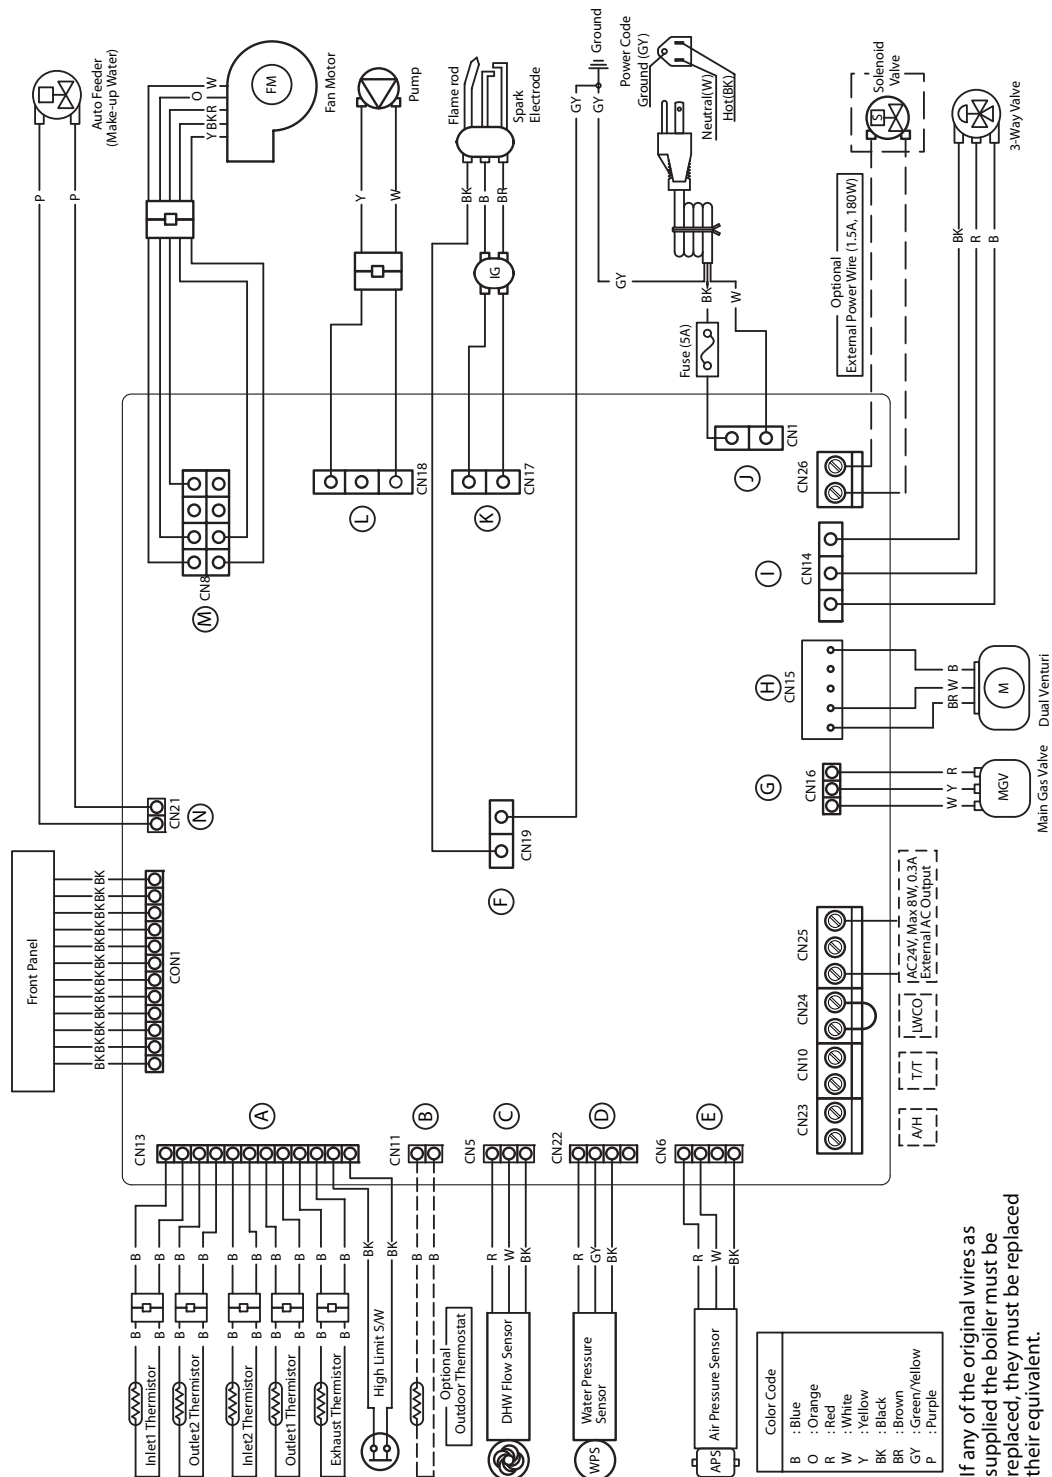 Front Panel
BK BK BK BK BK BK BK BK BK BK BK BK
CON1
P
P
Auto Feeder
(Make-up Water)
CN21
N
Y BK R O W
FM
Fan Motor
CN8
M
Y
W
Pump
CN18
L
Flame rod
Spark
Electrode
BK
B
BR
IG
CN17
K
GY
GY
Ground
Power Code
Ground (GY)
Neutral(W)
Hot(BK)
GY
BK
W
Fuse (5A)
CN1
J
Optional
External Power Wire (1.5A, 180W)
S
Solenoid
Valve
CN26
BK
R
B
3-Way Valve
CN14
I
CN15
H
BR W B
M
Dual Venturi
CN16
G
W Y R
MGV
Main Gas Valve
CN19
F
CN25
AC24V, Max 8W, 0.3A
External AC Output
CN24
LWCO
CN10
T/T
CN23
A/H
CN13
A
Inlet1 Thermistor
B B
B B
Outlet2 Thermistor
B B
B B
Inlet2 Thermistor
B B
B B
Outlet1 Thermistor
B B
B B
Exhaust Thermistor
B B
B B
High Limit S/W
BK
BK
CN11
B
B
B
Optional
Outdoor Thermostat
CN5
C
DHW Flow Sensor
R
W
BK
CN22
D
WPS
Water Pressure
Sensor
R
GY
BK
CN6
E
APS
Air Pressure Sensor
R
W
BK
Color Code
B : Blue
O : Orange
R : Red
W : White
Y : Yellow
BK : Black
BR : Brown
GY : Green/Yellow
P : Purple
If any of the original wires as
supplied the boiler must be
replaced, they must be replaced
their equivalent.